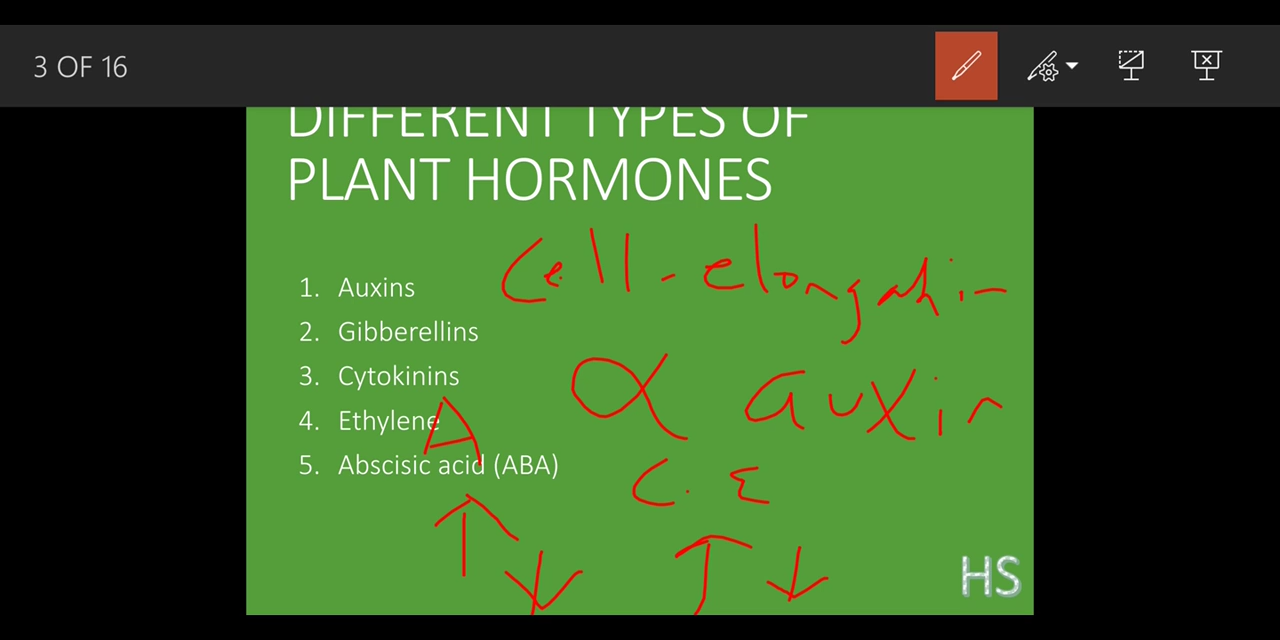 3 OF 16
DIFFERENT TYPES OF
PLANT HORMONES
Cell-elongation
1. Auxins
2. Gibberellins
3. Cytokinins
∝ auxin
4. Ethylene
A
5. Abscisic acid (ABA)
C.E
↑ ↓ ↑ ↓
HS